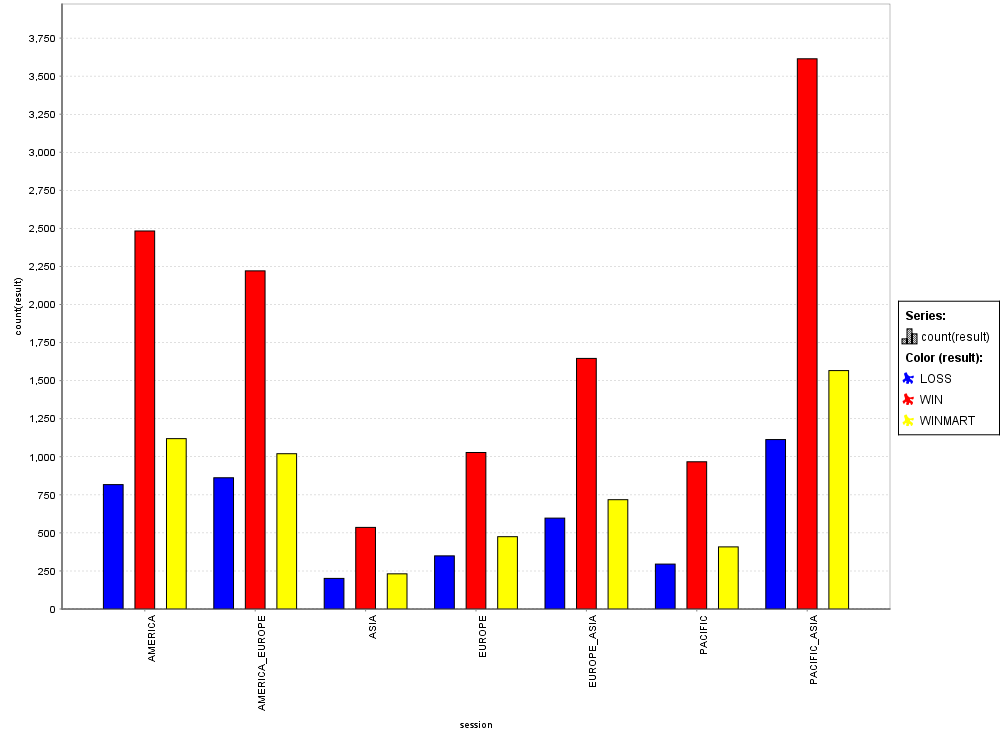 3,750
3,500
3,250
3,000
2,750
2,500
2,250
2,000
1,750
1,500
1,250
1,000
750
500
250
0
count(result)
AMERICA
AMERICA_EUROPE
ASIA
EUROPE
EUROPE_ASIA
PACIFIC
PACIFIC_ASIA
session
Series:
count(result)
Color (result):
LOSS
WIN
WINMART